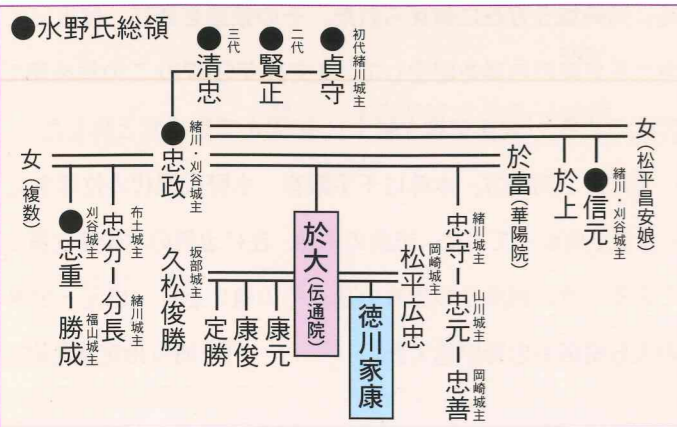 ●水野氏総領
初代緒川城主
●貞守
二代
●賢正
三代
●清忠
緒川・刈谷城主
●忠政
女(松平昌安娘)
緒川・刈谷城主
●信元
於上
於富(華陽院)
緒川城主
忠守
山川城主
忠元
岡崎城主
忠善
岡崎城主
松平広忠
徳川家康
於大(伝通院)
坂部城主
久松俊勝
康元
康俊
定勝
女(複数)
布土城主
忠分
緒川城主
分長
刈谷城主
●忠重
福山城主
勝成